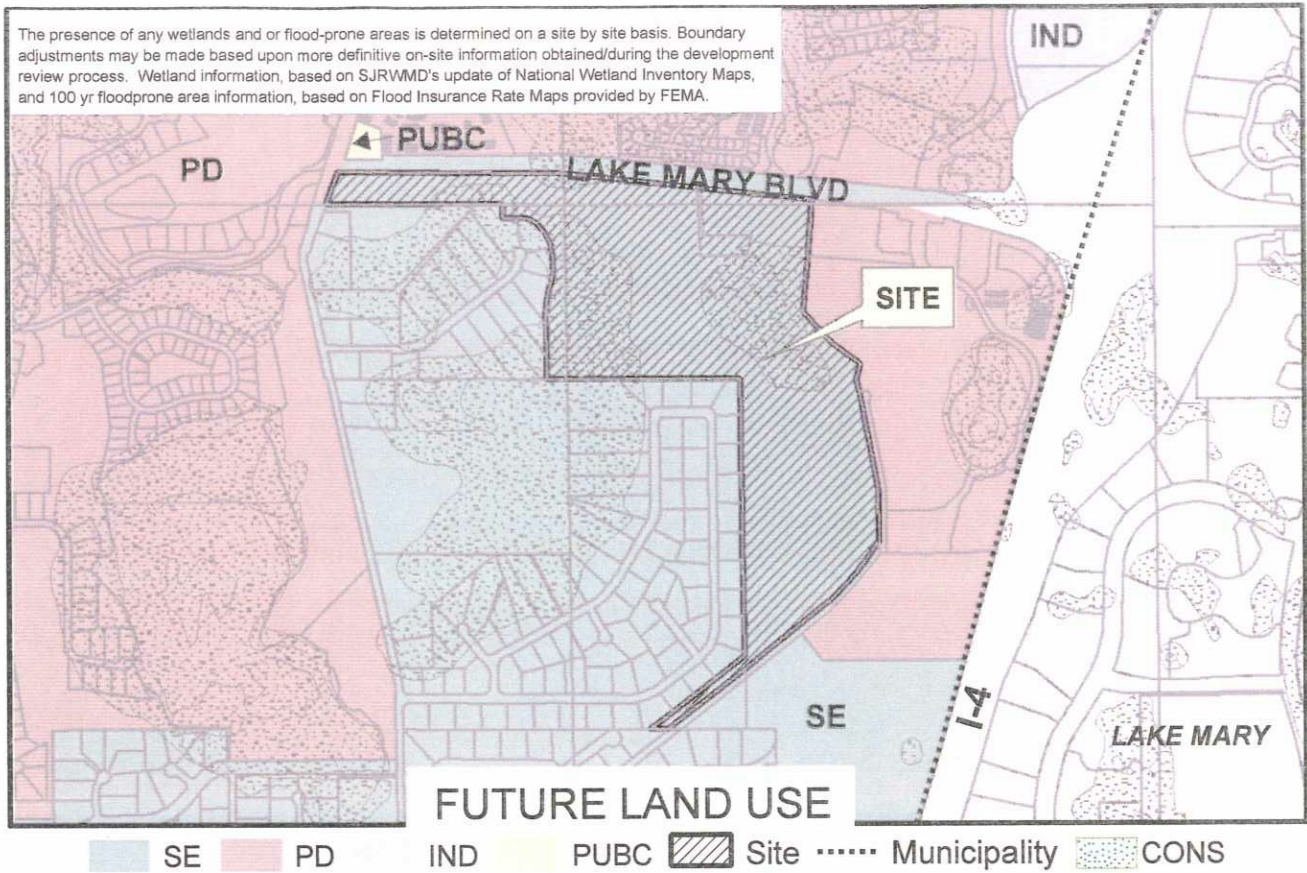 The presence of any wetlands and or flood-prone areas is determined on a site by site basis. Boundary
adjustments may be made based upon more definitive on-site information obtained/during the development
review process. Wetland information, based on SJRWMD's update of National Wetland Inventory Maps,
and 100 yr floodprone area information, based on Flood Insurance Rate Maps provided by FEMA.
IND
PUBC
PD
LAKE MARY BLVD
SITE
I-4
SE
LAKE MARY
FUTURE LAND USE
SE PD IND PUBC Site Municipality CONS